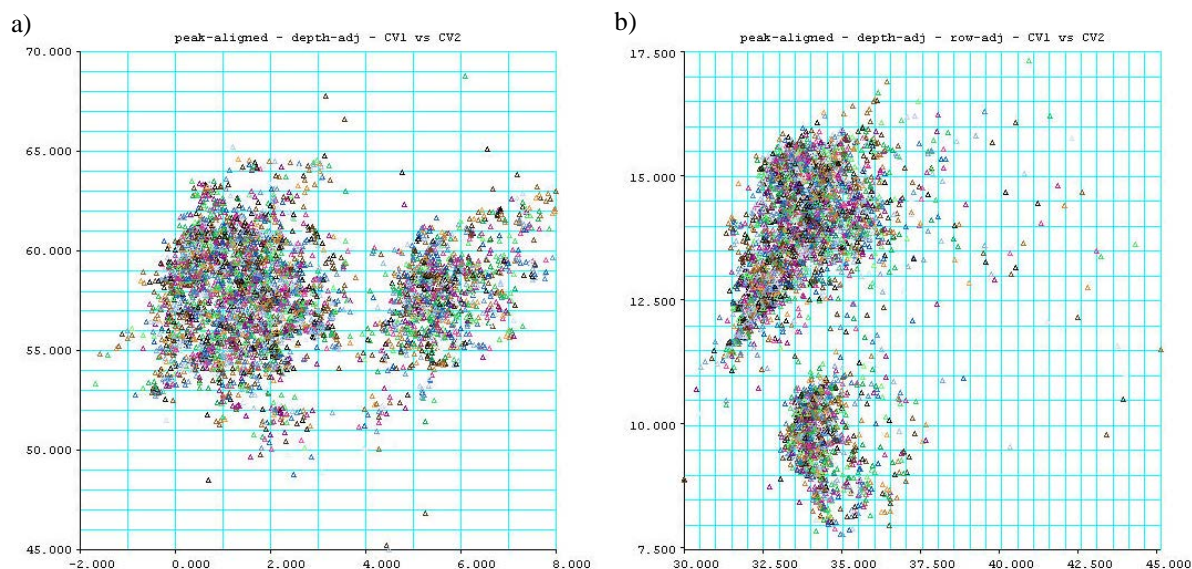 a)
peak-aligned - depth-adj - CV1 vs CV2
70.000
65.000
60.000
55.000
50.000
45.000
-2.000 0.000 2.000 4.000 6.000 8.000
b)
peak-aligned - depth-adj - row-adj - CV1 vs CV2
17.500
15.000
12.500
10.000
7.500
30.000 32.500 35.000 37.500 40.000 42.500 45.000